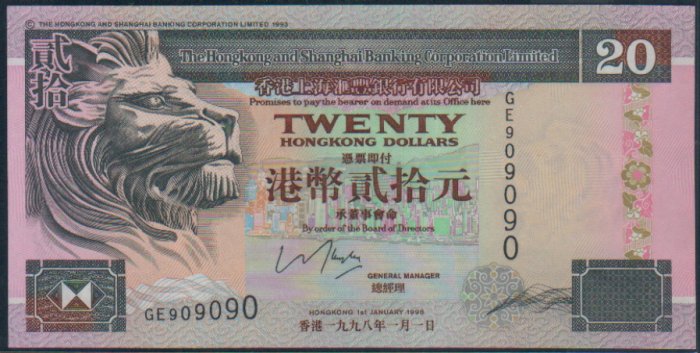 © THE HONGKONG AND SHANGHAI BANKING CORPORATION LIMITED 1993
貳拾
The Hongkong and Shanghai Banking Corporation Limited
20
香港上海滙豐銀行有限公司
Promises to pay the bearer on demand at its Office here
TWENTY
HONGKONG DOLLARS
憑票即付
港幣貳拾元
承董事會命
By order of the Board of Directors
GE909090
GENERAL MANAGER
總經理
GE909090
HONGKONG 1st JANUARY 1998
香港一九九八年一月一日